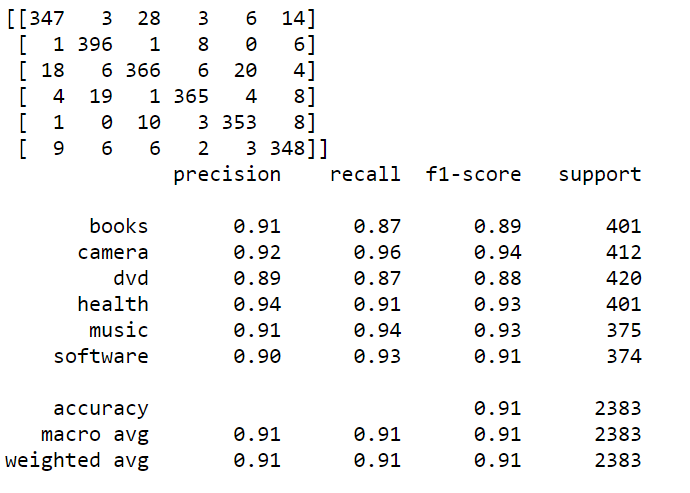 [[347   3  28   3   6  14]
 [  1 396   1   8   0   6]
 [ 18   6 366   6  20   4]
 [  4  19   1 365   4   8]
 [  1   0  10   3 353   8]
 [  9   6   6   2   3 348]]
              precision    recall  f1-score   support

       books       0.91      0.87      0.89       401
      camera       0.92      0.96      0.94       412
         dvd       0.89      0.87      0.88       420
      health       0.94      0.91      0.93       401
       music       0.91      0.94      0.93       375
    software       0.90      0.93      0.91       374

    accuracy                           0.91      2383
   macro avg       0.91      0.91      0.91      2383
weighted avg       0.91      0.91      0.91      2383